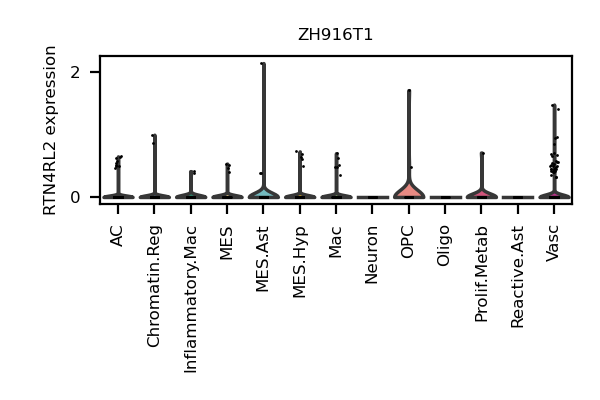 ZH916T1
RTN4RL2 expression
2
0
AC
Chromatin.Reg
Inflammatory.Mac
MES
MES.Ast
MES.Hyp
Mac
Neuron
OPC
Oligo
Prolif.Metab
Reactive.Ast
Vasc